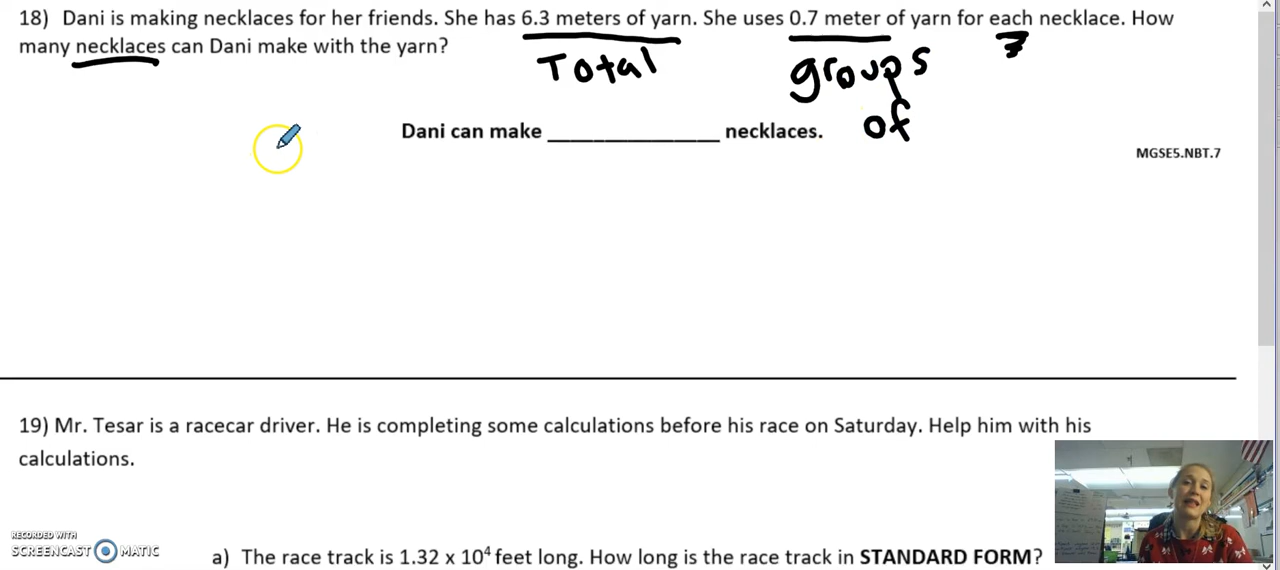 18) Dani is making necklaces for her friends. She has 6.3 meters of yarn. She uses 0.7 meter of yarn for each necklace. How
many necklaces can Dani make with the yarn?
Total
groups
of
Dani can make _______________ necklaces.
MGSE5.NBT.7
19) Mr. Tesar is a racecar driver. He is completing some calculations before his race on Saturday. Help him with his
calculations.
a) The race track is 1.32 x 10⁴ feet long. How long is the race track in STANDARD FORM?
RECORDED WITH
SCREENCAST MATIC